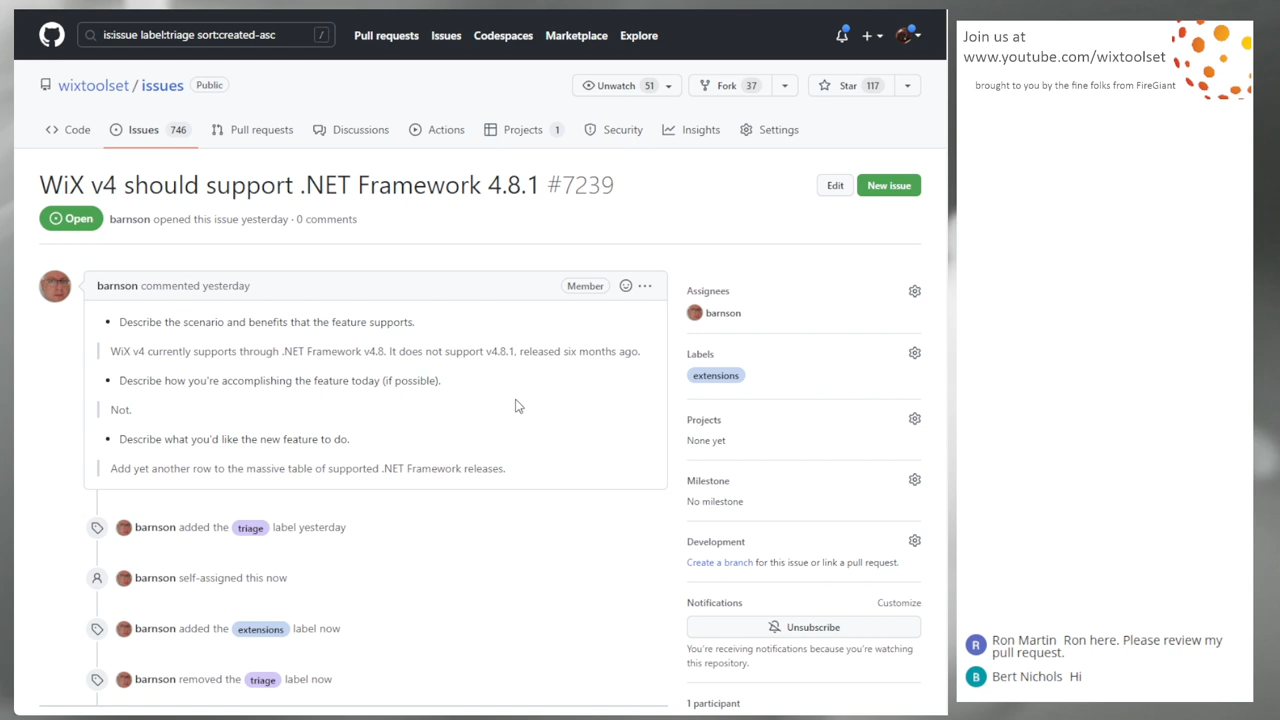 is:issue label:triage sort:created-asc
/
Pull requests Issues Codespaces Marketplace Explore
wixtoolset / issues Public
Unwatch 51 Fork 37 Star 117
Code Issues 746 Pull requests Discussions Actions Projects 1 Security Insights Settings
WiX v4 should support .NET Framework 4.8.1 #7239
Edit New issue
Open barnson opened this issue yesterday · 0 comments
barnson commented yesterday Member
• Describe the scenario and benefits that the feature supports.
WiX v4 currently supports through .NET Framework v4.8. It does not support v4.8.1, released six months ago.
• Describe how you're accomplishing the feature today (if possible).
Not.
• Describe what you'd like the new feature to do.
Add yet another row to the massive table of supported .NET Framework releases.
barnson added the triage label yesterday
barnson self-assigned this now
barnson added the extensions label now
barnson removed the triage label now
Assignees
barnson
Labels
extensions
Projects
None yet
Milestone
No milestone
Development
Create a branch for this issue or link a pull request.
Notifications Customize
Unsubscribe
You're receiving notifications because you're watching
this repository.
1 participant
Join us at
www.youtube.com/wixtoolset
brought to you by the fine folks from FireGiant
R Ron Martin Ron here. Please review my
pull request.
B Bert Nichols Hi